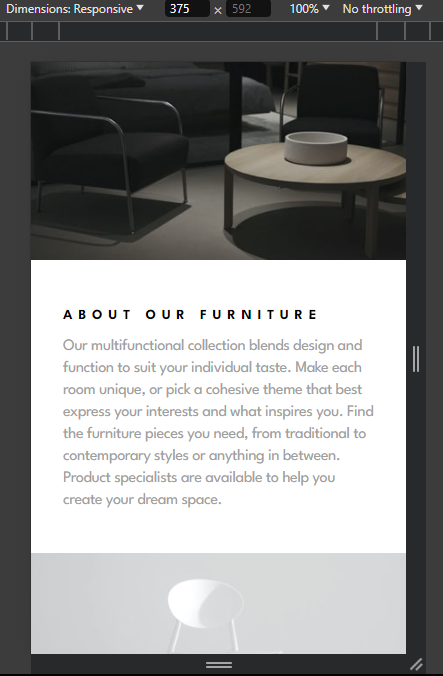 Dimensions: Responsive 375 × 592 100% No throttling
ABOUT OUR FURNITURE
Our multifunctional collection blends design and
function to suit your individual taste. Make each
room unique, or pick a cohesive theme that best
express your interests and what inspires you. Find
the furniture pieces you need, from traditional to
contemporary styles or anything in between.
Product specialists are available to help you
create your dream space.